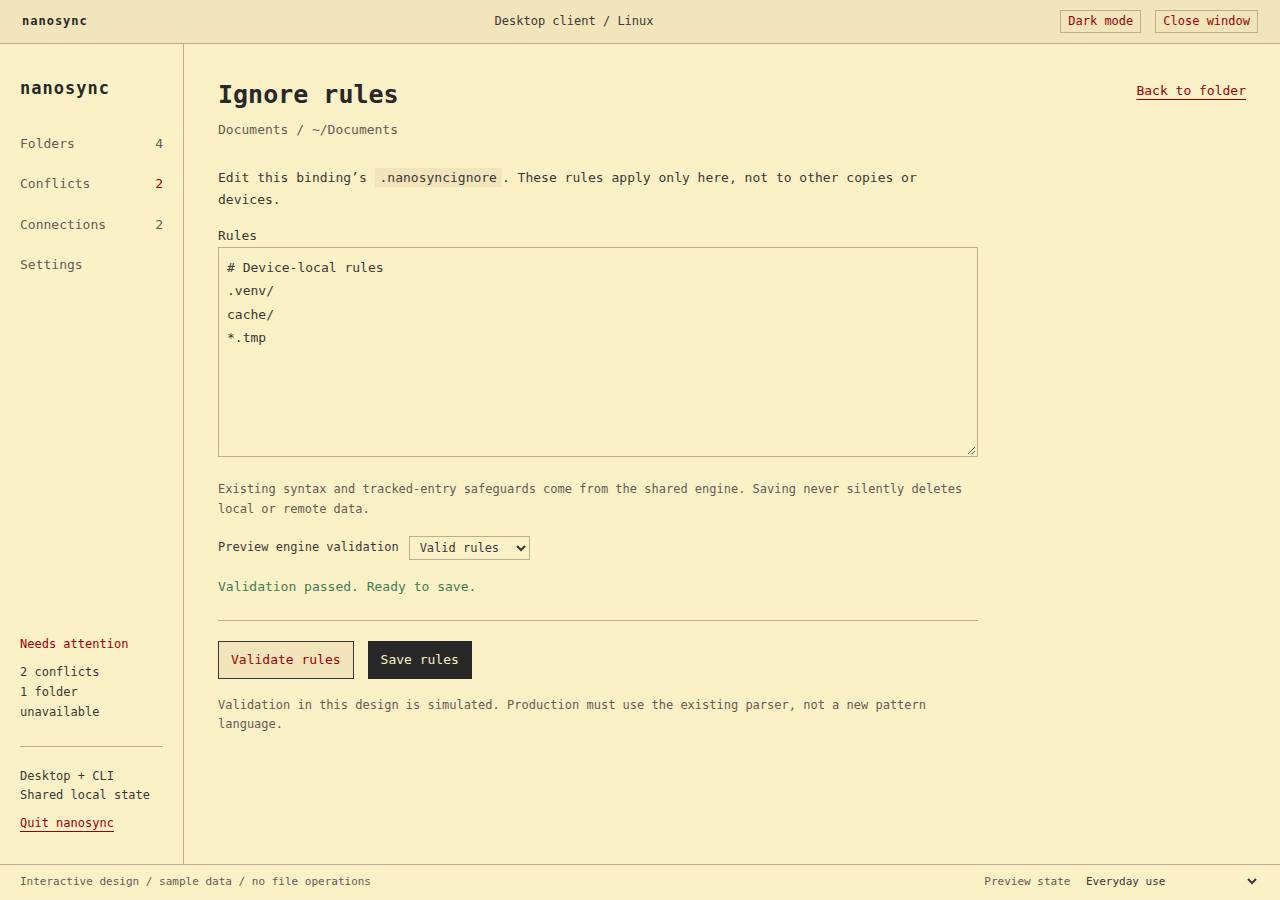 nanosync
Desktop client / Linux
Dark mode
Close window
nanosync
Folders 4
Conflicts 2
Connections 2
Settings
Needs attention
2 conflicts
1 folder
unavailable
Desktop + CLI
Shared local state
Quit nanosync
Ignore rules
Back to folder
Documents / ~/Documents
Edit this binding’s .nanosyncignore. These rules apply only here, not to other copies or
devices.
Rules
# Device-local rules
.venv/
cache/
*.tmp
Existing syntax and tracked-entry safeguards come from the shared engine. Saving never silently deletes
local or remote data.
Preview engine validation Valid rules
Validation passed. Ready to save.
Validate rules
Save rules
Validation in this design is simulated. Production must use the existing parser, not a new pattern
language.
Interactive design / sample data / no file operations
Preview state Everyday use